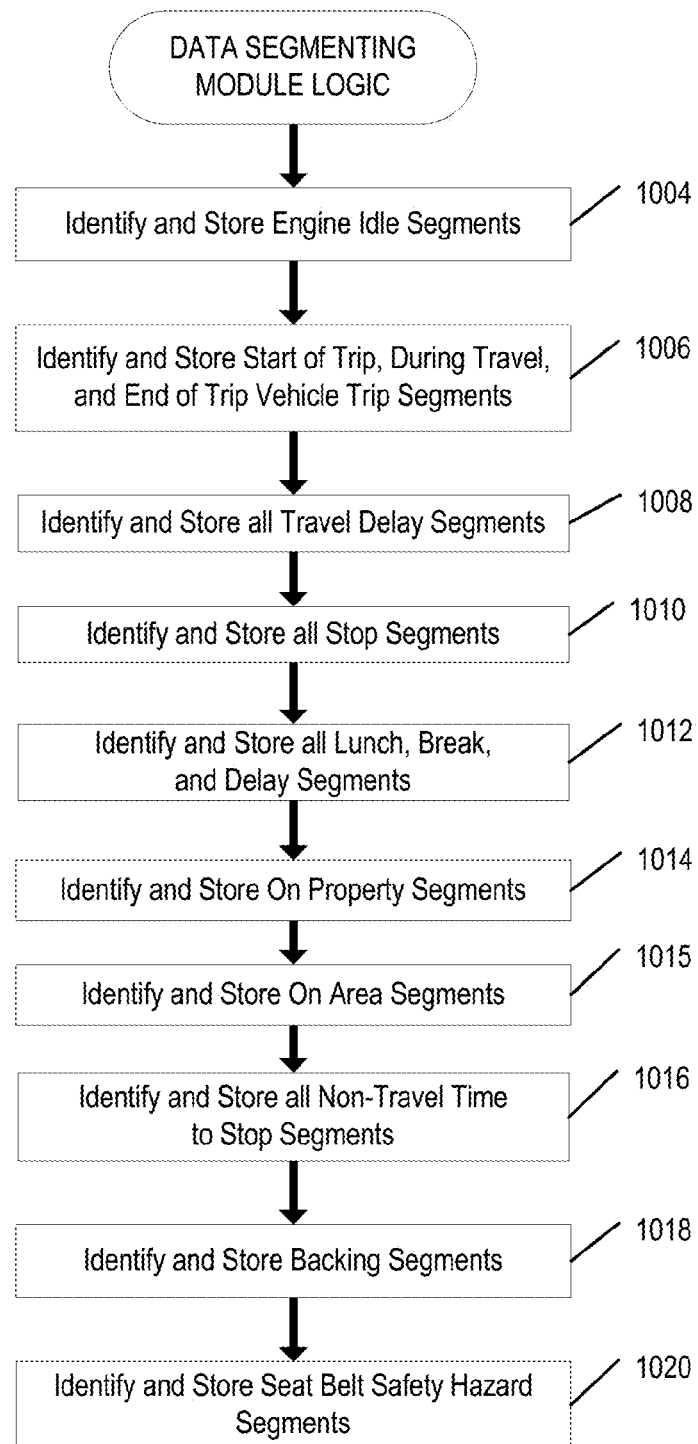 DATA SEGMENTING
MODULE LOGIC
Identify and Store Engine Idle Segments
1004
Identify and Store Start of Trip, During Travel,
and End of Trip Vehicle Trip Segments
1006
Identify and Store all Travel Delay Segments
1008
Identify and Store all Stop Segments
1010
Identify and Store all Lunch, Break,
and Delay Segments
1012
Identify and Store On Property Segments
1014
Identify and Store On Area Segments
1015
Identify and Store all Non-Travel Time
to Stop Segments
1016
Identify and Store Backing Segments
1018
Identify and Store Seat Belt Safety Hazard
Segments
1020